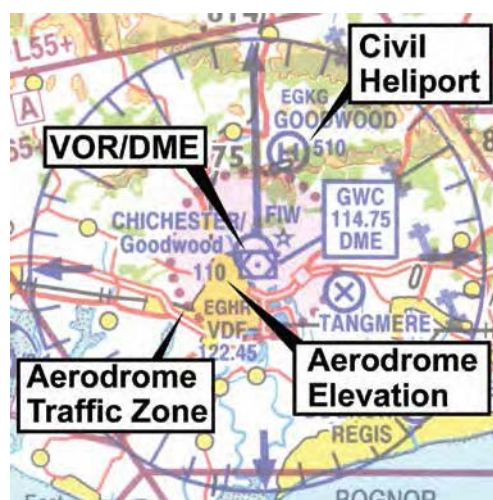 L55+
A
Civil
Heliport
EGKG
GOODWOOD
510
VOR/DME
75
CHICHESTER/
Goodwood
FIW
GWC
114.75
DME
110
EGHR
VDF
122.45
TANGMERE
Aerodrome
Traffic Zone
Aerodrome
Elevation
REGIS
BOGNOR